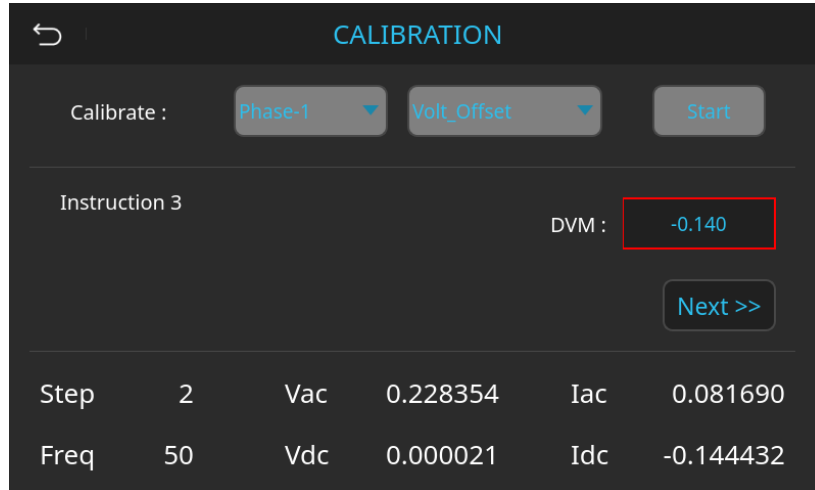 CALIBRATION
Calibrate : Phase-1 Volt_Offset Start
Instruction 3
DVM : -0.140
Next >>
Step 2 Vac 0.228354 Iac 0.081690
Freq 50 Vdc 0.000021 Idc -0.144432